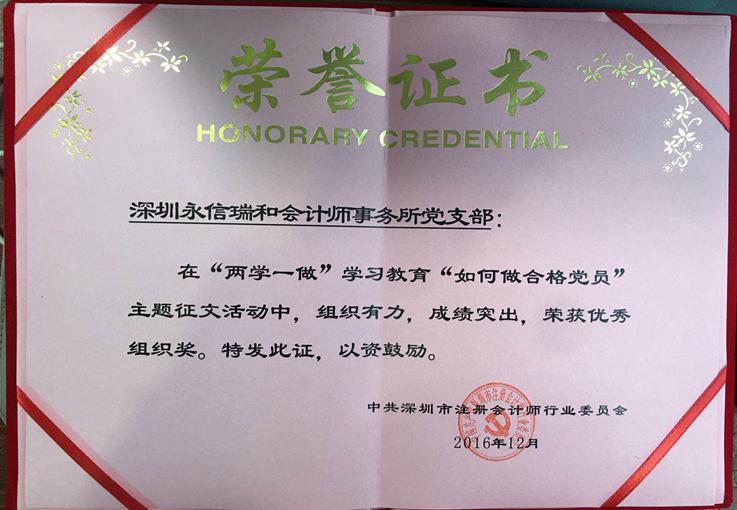 荣誉证书
HONORARY CREDENTIAL
深圳永信瑞和会计师事务所党支部：
在“两学一做”学习教育“如何做合格党员”
主题征文活动中，组织有力，成绩突出，荣获优秀
组织奖。特发此证，以资鼓励。
中共深圳市注册会计师行业委员会
2016年12月